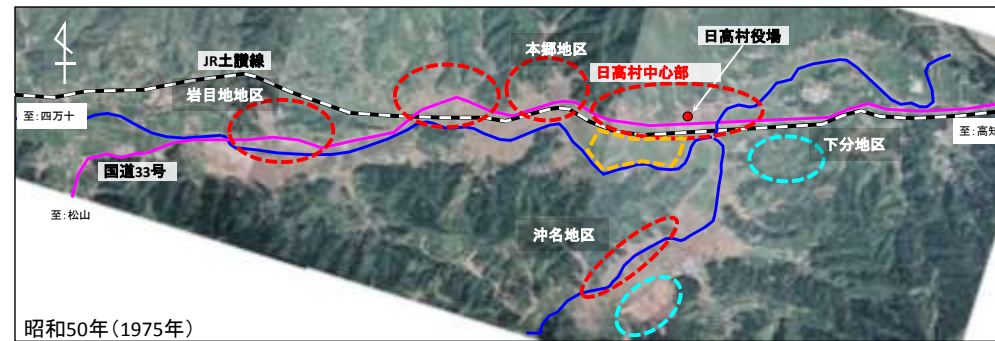 JR土讃線
本郷地区
日高村役場
日高村中心部
岩目地地区
至：四万十
至：高知
下分地区
国道33号
至：松山
沖名地区
昭和50年（1975年）